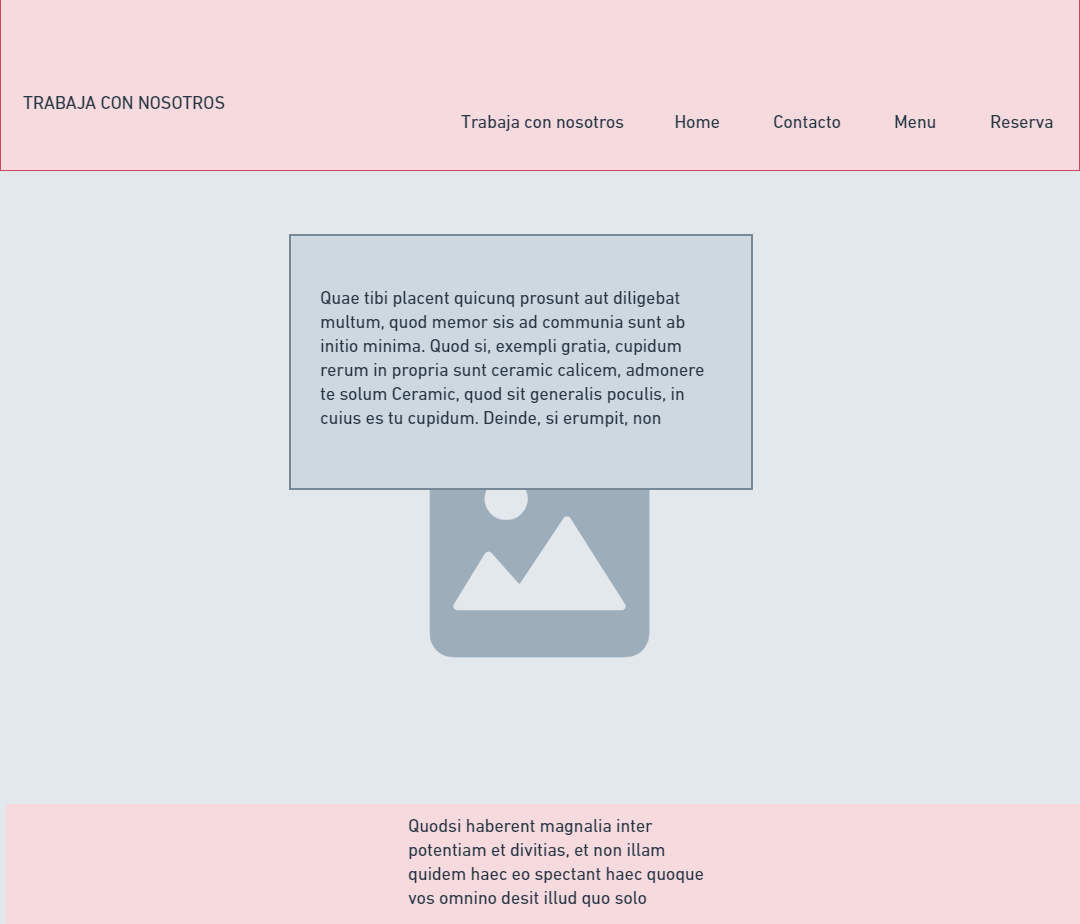 TRABAJA CON NOSOTROS
Trabaja con nosotros Home Contacto Menu Reserva
Quae tibi placent quicunq prosunt aut diligebat
multum, quod memor sis ad communia sunt ab
initio minima. Quod si, exempli gratia, cupidum
rerum in propria sunt ceramic calicem, admonere
te solum Ceramic, quod sit generalis poculis, in
cuius es tu cupidum. Deinde, si erumpit, non
Quodsi haberent magnalia inter
potentiam et divitias, et non illam
quidem haec eo spectant haec quoque
vos omnino desit illud quo solo